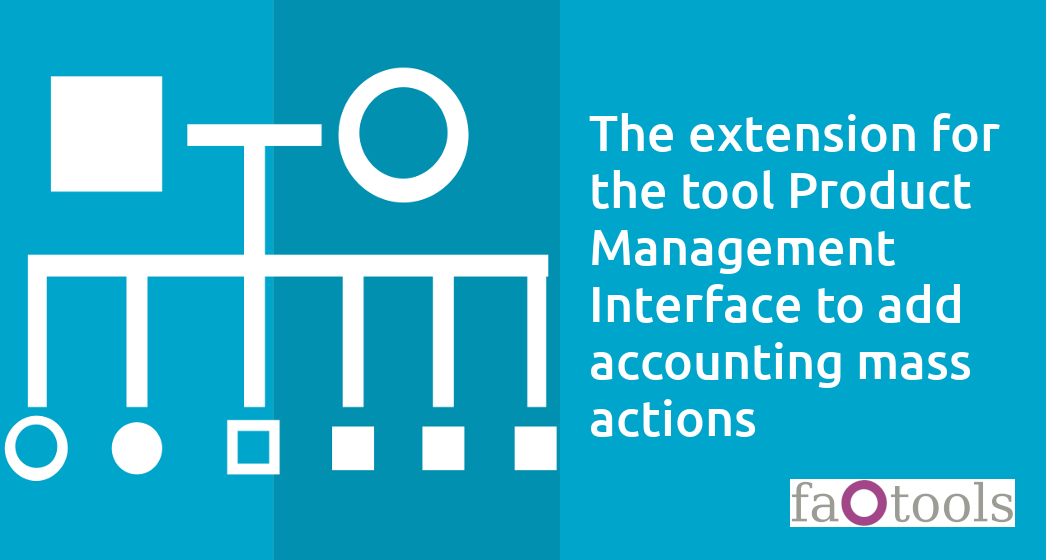 The extension for
the tool Product
Management
Interface to add
accounting mass
actions
faOtools